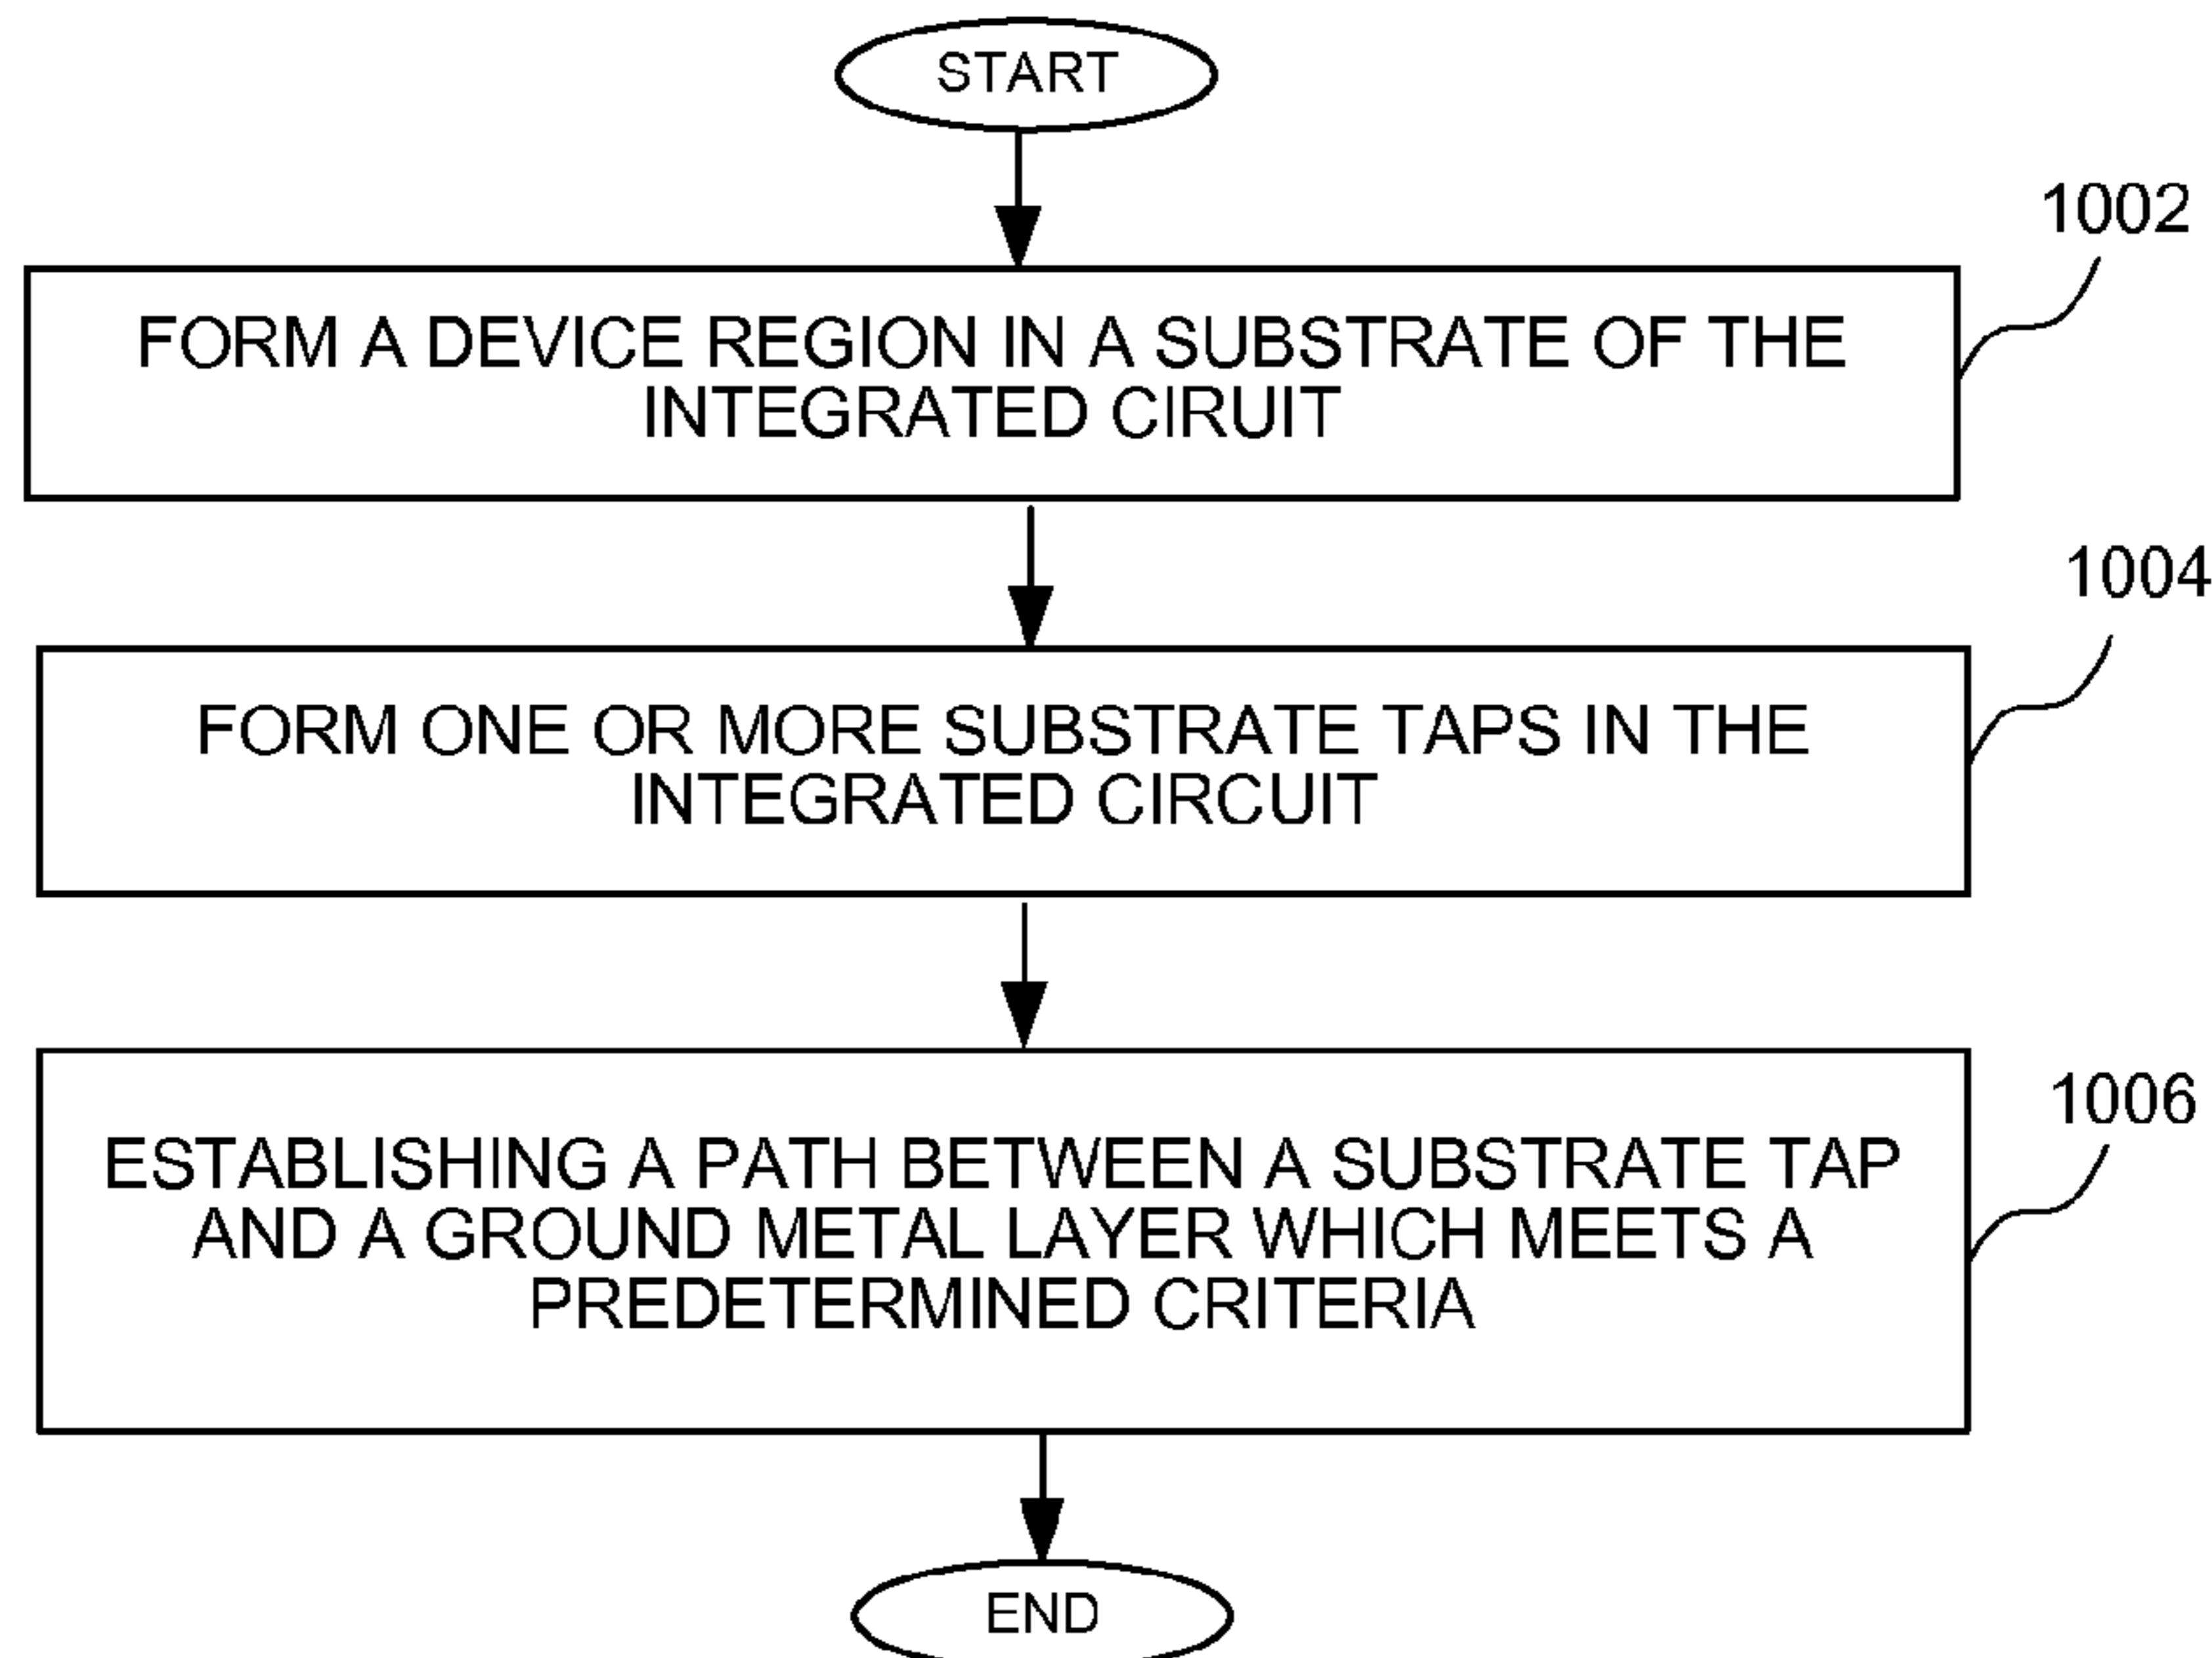 START
1002
FORM A DEVICE REGION IN A SUBSTRATE OF THE
INTEGRATED CIRUIT
1004
FORM ONE OR MORE SUBSTRATE TAPS IN THE
INTEGRATED CIRCUIT
1006
ESTABLISHING A PATH BETWEEN A SUBSTRATE TAP
AND A GROUND METAL LAYER WHICH MEETS A
PREDETERMINED CRITERIA
END